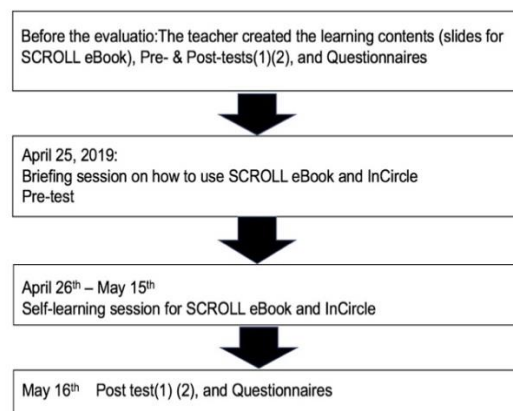 Before the evaluatio:The teacher created the learning contents (slides for
SCROLL eBook), Pre- & Post-tests(1)(2), and Questionnaires
April 25, 2019:
Briefing session on how to use SCROLL eBook and InCircle
Pre-test
April 26th – May 15th
Self-learning session for SCROLL eBook and InCircle
May 16th Post test(1) (2), and Questionnaires